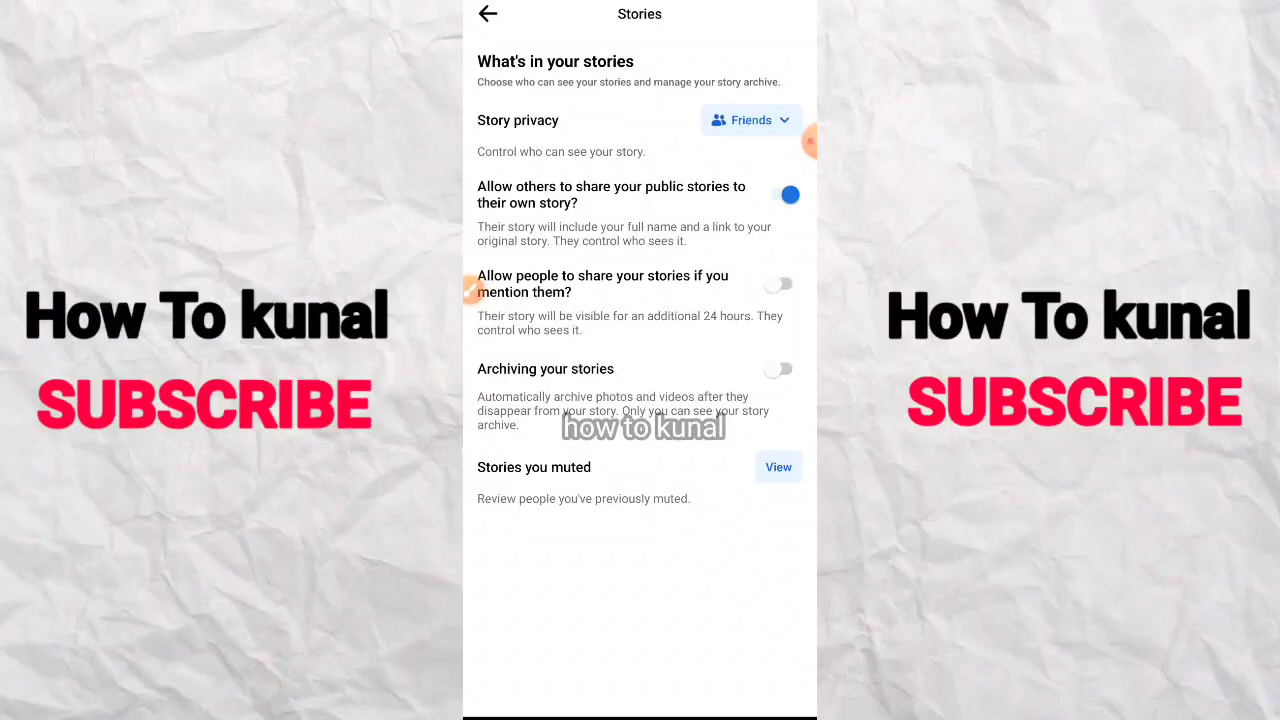 Stories
What's in your stories
Choose who can see your stories and manage your story archive.
Story privacy
Friends
Control who can see your story.
Allow others to share your public stories to
their own story?
Their story will include your full name and a link to your
original story. They control who sees it.
Allow people to share your stories if you
mention them?
Their story will be visible for an additional 24 hours. They
control who sees it.
Archiving your stories
Automatically archive photos and videos after they
disappear from your story. Only you can see your story
archive.
how to kunal
Stories you muted
View
Review people you've previously muted.
How To kunal
SUBSCRIBE
How To kunal
SUBSCRIBE